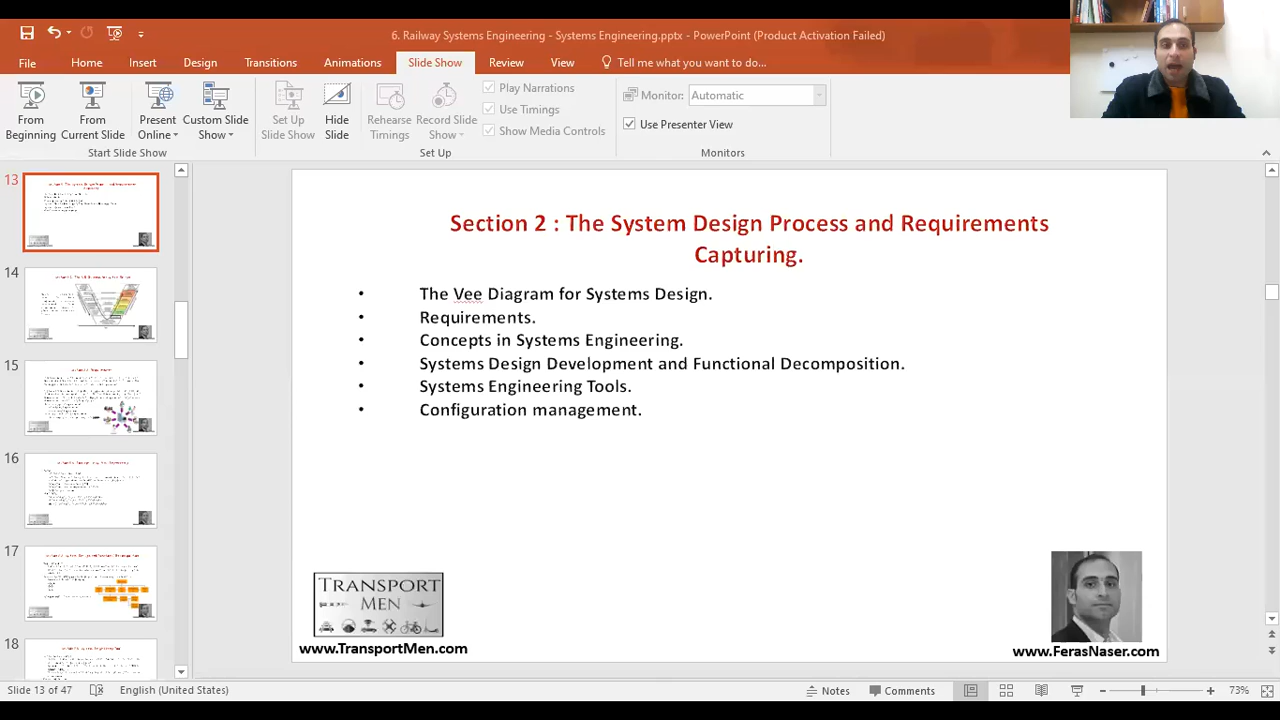 6. Railway Systems Engineering - Systems Engineering.pptx - PowerPoint (Product Activation Failed)
File Home Insert Design Transitions Animations Slide Show Review View Tell me what you want to do...
From Beginning
From Current Slide
Present Online
Custom Slide Show
Start Slide Show
Set Up Slide Show
Hide Slide
Rehearse Timings
Record Slide Show
Play Narrations
Use Timings
Show Media Controls
Set Up
Monitor: Automatic
Use Presenter View
Monitors
13
14
15
16
17
18
Section 2 : The System Design Process and Requirements
Capturing.
• The Vee Diagram for Systems Design.
• Requirements.
• Concepts in Systems Engineering.
• Systems Design Development and Functional Decomposition.
• Systems Engineering Tools.
• Configuration management.
TRANSPORT
MEN
www.TransportMen.com
www.FerasNaser.com
Slide 13 of 47 English (United States) Notes Comments 73%